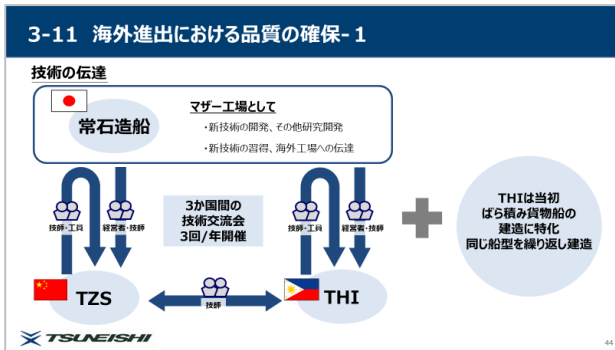 3-11 海外進出における品質の確保-1
技術の伝達
常石造船
マザー工場として
・新技術の開発、その他研究開発
・新技術の習得、海外工場への伝達
技師・工員
経営者・技師
3か国間の
技術交流会
3回/年開催
技師・工員
経営者・技師
THIは当初
ばら積み貨物船の
建造に特化
同じ船型を繰り返し建造
TZS
技師
THI
TSUNEISHI
44